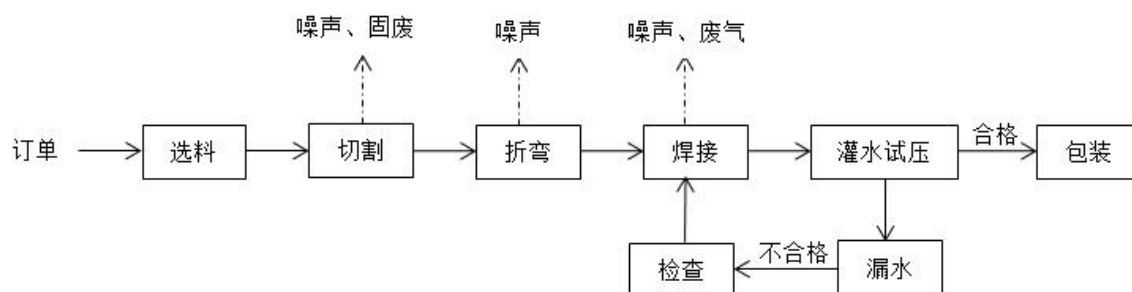 噪声、固废
噪声
噪声、废气
订单
选料
切割
折弯
焊接
灌水试压
合格
包装
检查
不合格
漏水